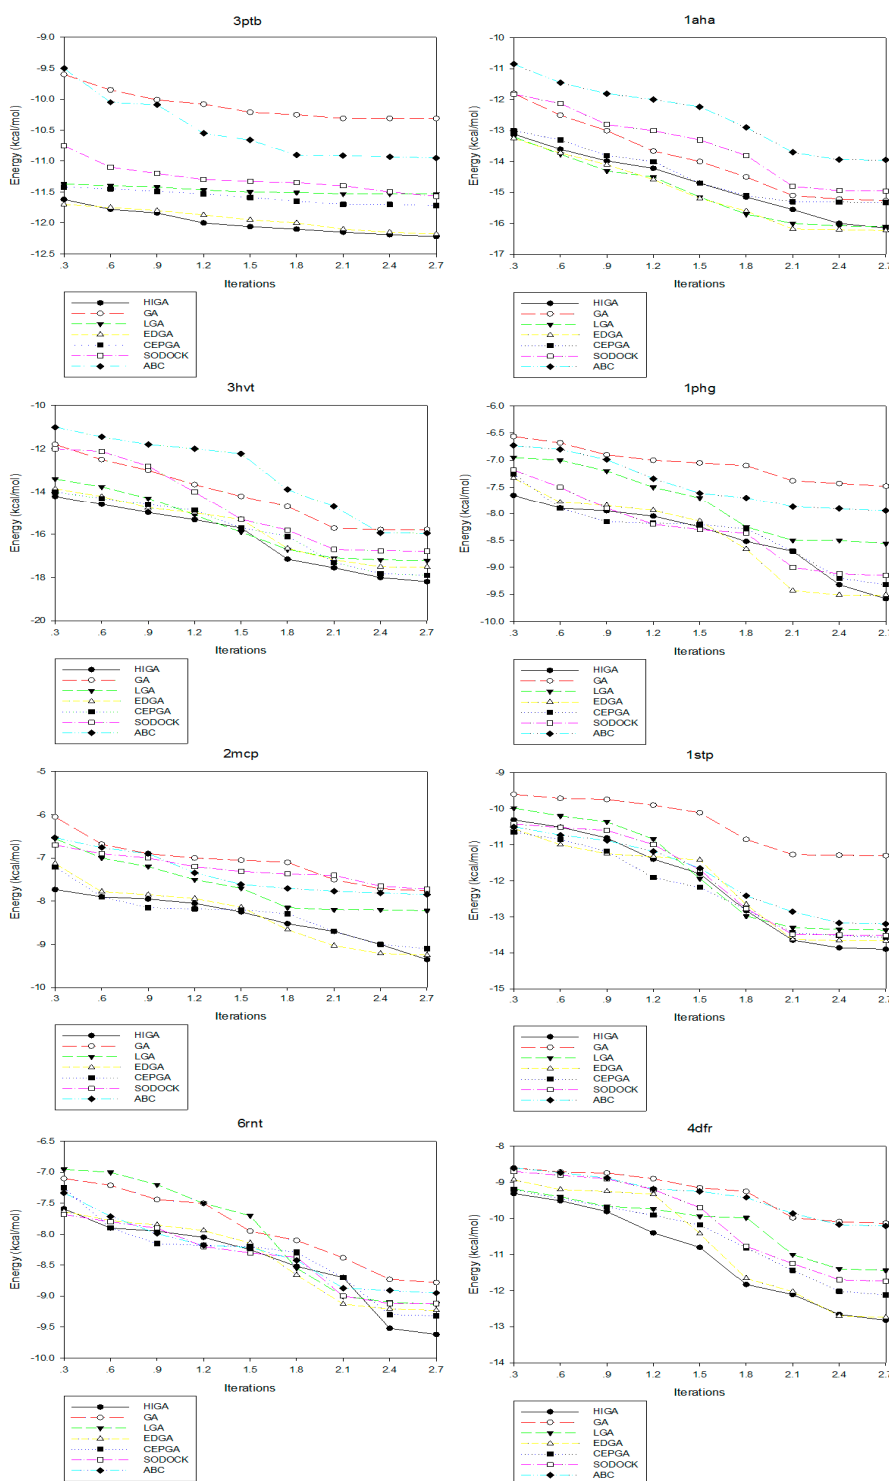 3ptb
Energy (kcal/mol)
-9.0
-9.5
-10.0
-10.5
-11.0
-11.5
-12.0
-12.5
.3 .6 .9 1.2 1.5 1.8 2.1 2.4 2.7
Iterations
HIGA
GA
LGA
EDGA
CEPGA
SODOCK
ABC
1aha
Energy (kcal/mol)
-10
-11
-12
-13
-14
-15
-16
-17
.3 .6 .9 1.2 1.5 1.8 2.1 2.4 2.7
Iterations
HIGA
GA
LGA
EDGA
CEPGA
SODOCK
ABC
3hvt
Energy (kcal/mol)
-10
-12
-14
-16
-18
-20
.3 .6 .9 1.2 1.5 1.8 2.1 2.4 2.7
Iterations
HIGA
GA
LGA
EDGA
CEPGA
SODOCK
ABC
1phg
Energy (kcal/mol)
-6.0
-6.5
-7.0
-7.5
-8.0
-8.5
-9.0
-9.5
-10.0
.3 .6 .9 1.2 1.5 1.8 2.1 2.4 2.7
Iterations
HIGA
GA
LGA
EDGA
CEPGA
SODOCK
ABC
2mcp
Energy (kcal/mol)
-5
-6
-7
-8
-9
-10
.3 .6 .9 1.2 1.5 1.8 2.1 2.4 2.7
Iterations
HIGA
GA
LGA
EDGA
CEPGA
SODOCK
ABC
1stp
Energy (kcal/mol)
-9
-10
-11
-12
-13
-14
-15
.3 .6 .9 1.2 1.5 1.8 2.1 2.4 2.7
Iterations
HIGA
GA
LGA
EDGA
CEPGA
SODOCK
ABC
6rnt
Energy (kcal/mol)
-6.5
-7.0
-7.5
-8.0
-8.5
-9.0
-9.5
-10.0
.3 .6 .9 1.2 1.5 1.8 2.1 2.4 2.7
Iterations
HIGA
GA
LGA
EDGA
CEPGA
SODOCK
ABC
4dfr
Energy (kcal/mol)
-8
-9
-10
-11
-12
-13
-14
.3 .6 .9 1.2 1.5 1.8 2.1 2.4 2.7
Iterations
HIGA
GA
LGA
EDGA
CEPGA
SODOCK
ABC